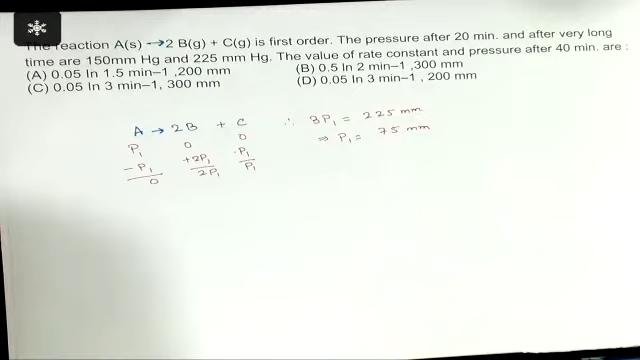 The reaction A(s) → 2 B(g) + C(g) is first order. The pressure after 20 min. and after very long
time are 150mm Hg and 225 mm Hg. The value of rate constant and pressure after 40 min. are :
(A) 0.05 ln 1.5 min–1 ,200 mm (B) 0.5 ln 2 min–1 ,300 mm
(C) 0.05 ln 3 min–1, 300 mm (D) 0.05 ln 3 min–1 , 200 mm
A → 2B + C ∴ 3P₁ = 225 mm
P₁ 0 0 ⇒ P₁ = 75 mm
-P₁ +2P₁ ·P₁
0 2P₁ P₁